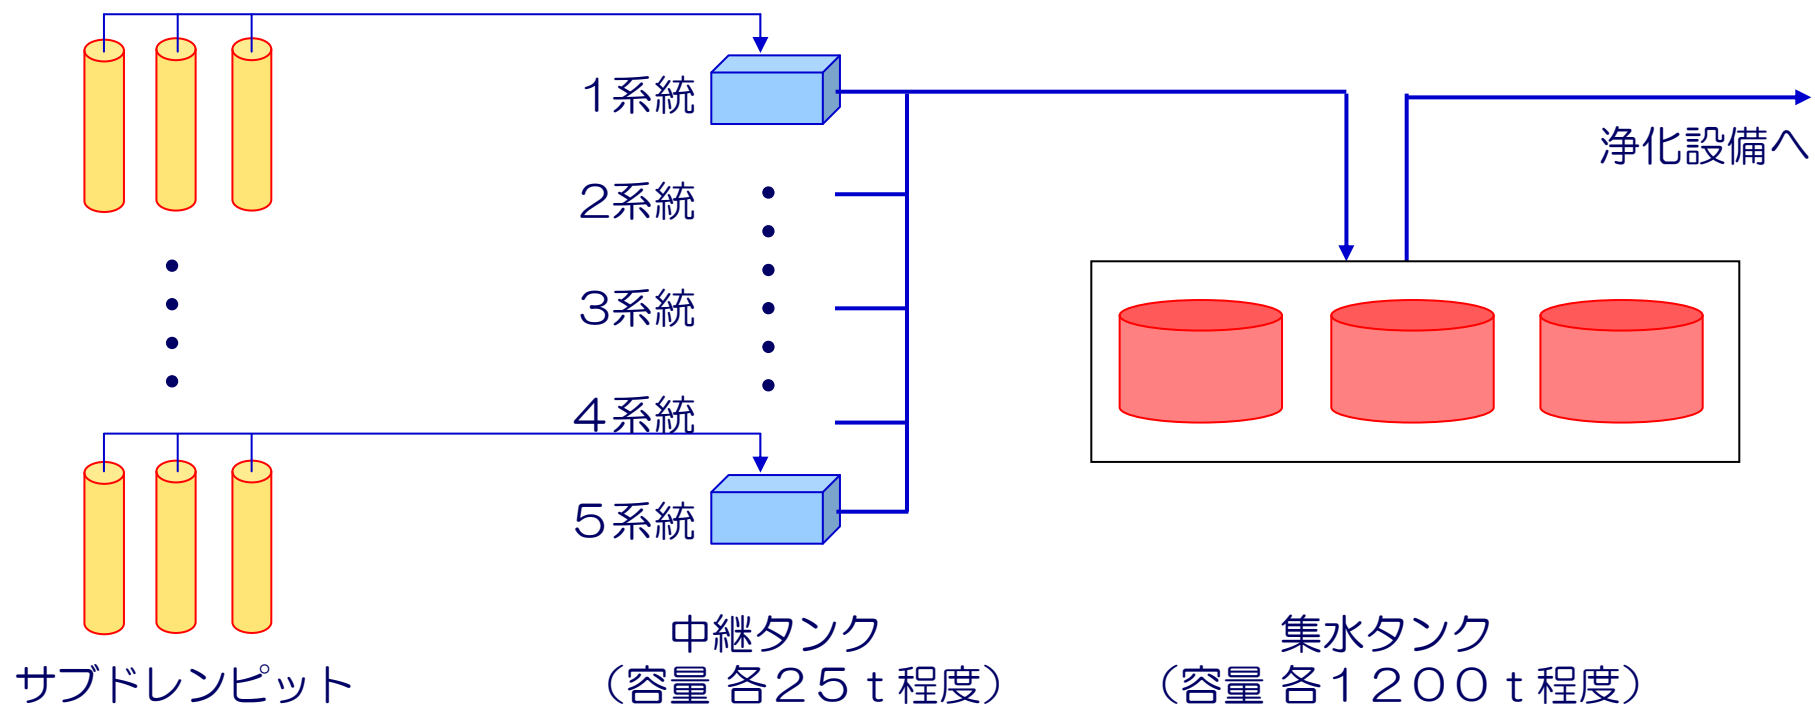 １系統
浄化設備へ
２系統
３系統
４系統
５系統
サブドレンピット
中継タンク
（容量 各２５ｔ程度）
集水タンク
（容量 各１２００ｔ程度）